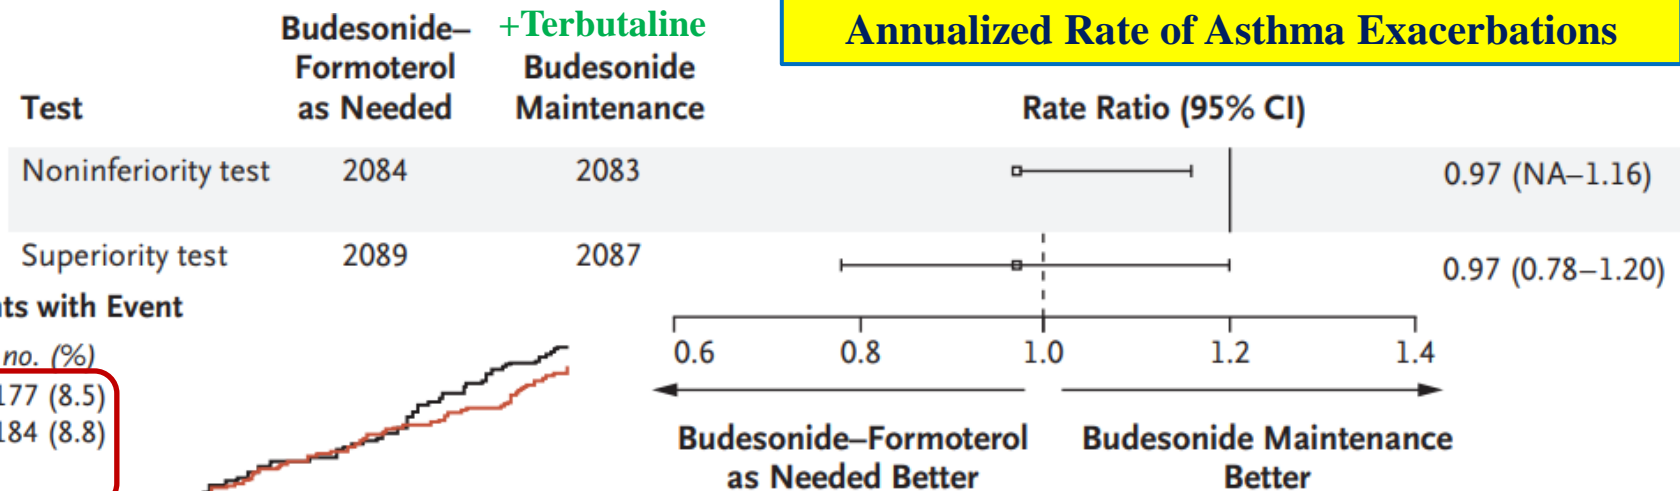 Annualized Rate of Asthma Exacerbations
Budesonide– +Terbutaline
Formoterol Budesonide
Test as Needed Maintenance Rate Ratio (95% CI)
Noninferiority test 2084 2083 0.97 (NA–1.16)
Superiority test 2089 2087 0.97 (0.78–1.20)
with Event
no. (%)
177 (8.5)
184 (8.8)
0.6 0.8 1.0 1.2 1.4
Budesonide–Formoterol Budesonide Maintenance
as Needed Better Better